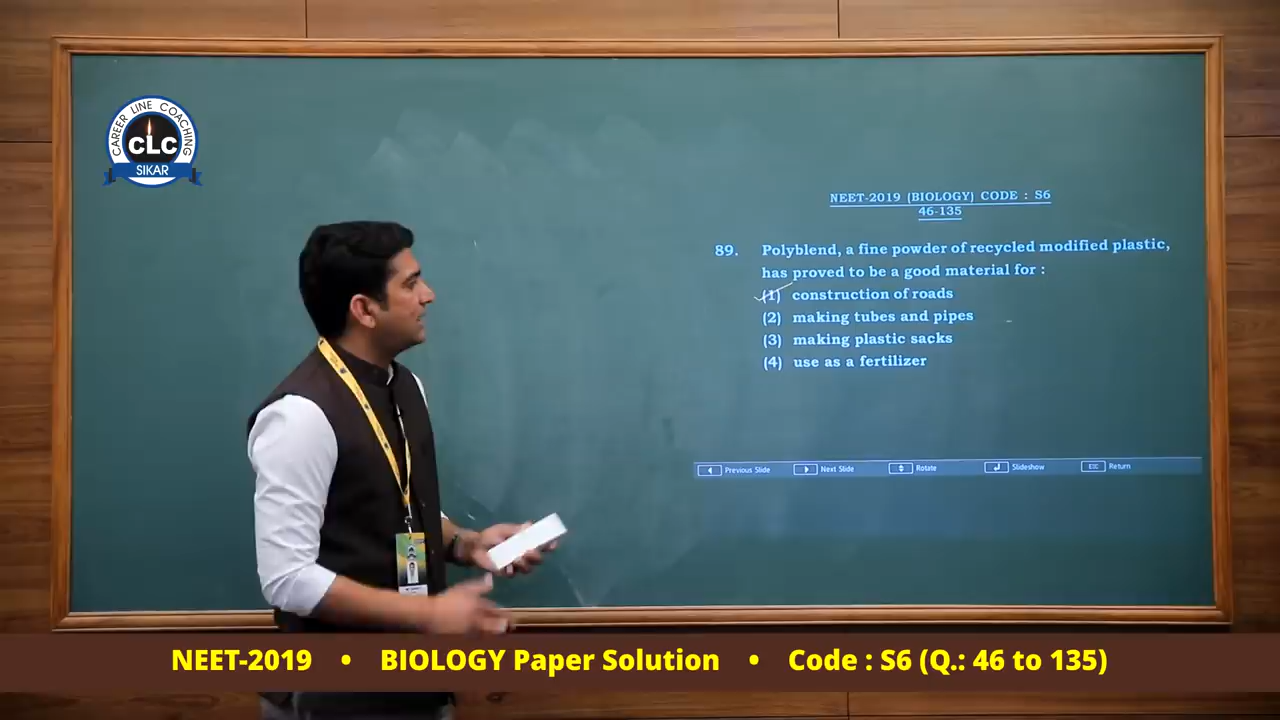 CAREER LINE COACHING
CLC
SIKAR
NEET-2019 (BIOLOGY) CODE : S6
46-135
89. Polyblend, a fine powder of recycled modified plastic,
has proved to be a good material for :
(1) construction of roads
(2) making tubes and pipes
(3) making plastic sacks
(4) use as a fertilizer
Previous Slide Next Slide Rotate Slideshow ESC Return
NEET-2019 • BIOLOGY Paper Solution • Code : S6 (Q.: 46 to 135)